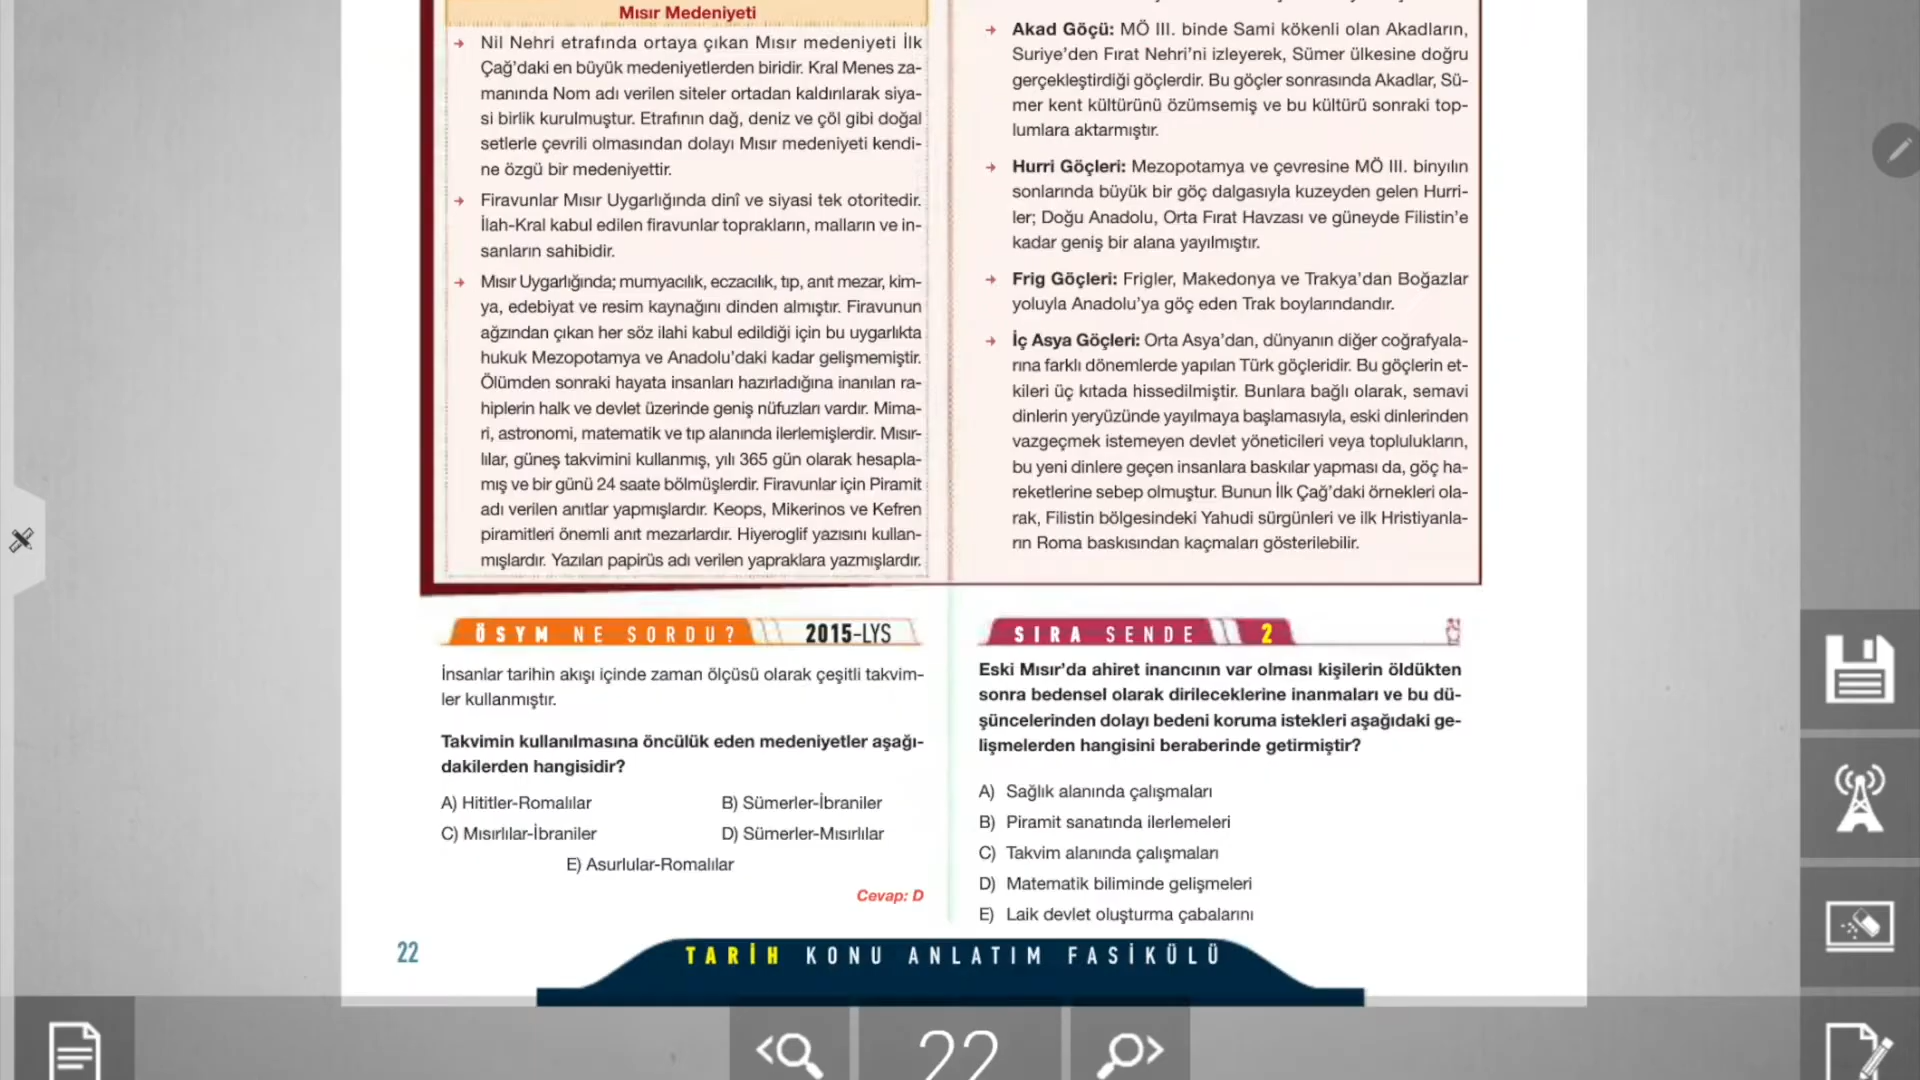 Mısır Medeniyeti
→ Nil Nehri etrafında ortaya çıkan Mısır medeniyeti İlk
Çağ’daki en büyük medeniyetlerden biridir. Kral Menes za-
manında Nom adı verilen siteler ortadan kaldırılarak siya-
si birlik kurulmuştur. Etrafının dağ, deniz ve çöl gibi doğal
setlerle çevrili olmasından dolayı Mısır medeniyeti kendi-
ne özgü bir medeniyettir.
→ Firavunlar Mısır Uygarlığında dinî ve siyasi tek otoritedir.
İlah-Kral kabul edilen firavunlar toprakların, malların ve in-
sanların sahibidir.
→ Mısır Uygarlığında; mumyacılık, eczacılık, tıp, anıt mezar, kim-
ya, edebiyat ve resim kaynağını dinden almıştır. Firavunun
ağzından çıkan her söz ilahi kabul edildiği için bu uygarlıkta
hukuk Mezopotamya ve Anadolu’daki kadar gelişmemiştir.
Ölümden sonraki hayata insanları hazırladığına inanılan ra-
hiplerin halk ve devlet üzerinde geniş nüfuzları vardır. Mima-
ri, astronomi, matematik ve tıp alanında ilerlemişlerdir. Mısır-
lılar, güneş takvimini kullanmış, yılı 365 gün olarak hesapla-
mış ve bir günü 24 saate bölmüşlerdir. Firavunlar için Piramit
adı verilen anıtlar yapmışlardır. Keops, Mikerinos ve Kefren
piramitleri önemli anıt mezarlardır. Hiyeroglif yazısını kullan-
mışlardır. Yazıları papirüs adı verilen yapraklara yazmışlardır.
→ Akad Göçü: MÖ III. binde Sami kökenli olan Akadların,
Suriye’den Fırat Nehri’ni izleyerek, Sümer ülkesine doğru
gerçekleştirdiği göçlerdir. Bu göçler sonrasında Akadlar, Sü-
mer kent kültürünü özümsemiş ve bu kültürü sonraki top-
lumlara aktarmıştır.
→ Hurri Göçleri: Mezopotamya ve çevresine MÖ III. binyılın
sonlarında büyük bir göç dalgasıyla kuzeyden gelen Hurri-
ler; Doğu Anadolu, Orta Fırat Havzası ve güneyde Filistin’e
kadar geniş bir alana yayılmıştır.
→ Frig Göçleri: Frigler, Makedonya ve Trakya’dan Boğazlar
yoluyla Anadolu’ya göç eden Trak boylarındandır.
→ İç Asya Göçleri: Orta Asya’dan, dünyanın diğer coğrafyala-
rına farklı dönemlerde yapılan Türk göçleridir. Bu göçlerin et-
kileri üç kıtada hissedilmiştir. Bunlara bağlı olarak, semavi
dinlerin yeryüzünde yayılmaya başlamasıyla, eski dinlerinden
vazgeçmek istemeyen devlet yöneticileri veya toplulukların,
bu yeni dinlere geçen insanlara baskılar yapması da, göç ha-
reketlerine sebep olmuştur. Bunun İlk Çağ’daki örnekleri ola-
rak, Filistin bölgesindeki Yahudi sürgünleri ve ilk Hristiyanla-
rın Roma baskısından kaçmaları gösterilebilir.
ÖSYM NE SORDU? 2015-LYS
İnsanlar tarihin akışı içinde zaman ölçüsü olarak çeşitli takvim-
ler kullanmıştır.
Takvimin kullanılmasına öncülük eden medeniyetler aşağı-
dakilerden hangisidir?
A) Hititler-Romalılar B) Sümerler-İbraniler
C) Mısırlılar-İbraniler D) Sümerler-Mısırlılar
E) Asurlular-Romalılar
Cevap: D
SIRA SENDE 2
Eski Mısır’da ahiret inancının var olması kişilerin öldükten
sonra bedensel olarak dirileceklerine inanmaları ve bu dü-
şüncelerinden dolayı bedeni koruma istekleri aşağıdaki ge-
lişmelerden hangisini beraberinde getirmiştir?
A) Sağlık alanında çalışmaları
B) Piramit sanatında ilerlemeleri
C) Takvim alanında çalışmaları
D) Matematik biliminde gelişmeleri
E) Laik devlet oluşturma çabalarını
22
TARİH KONU ANLATIM FASİKÜLÜ
22